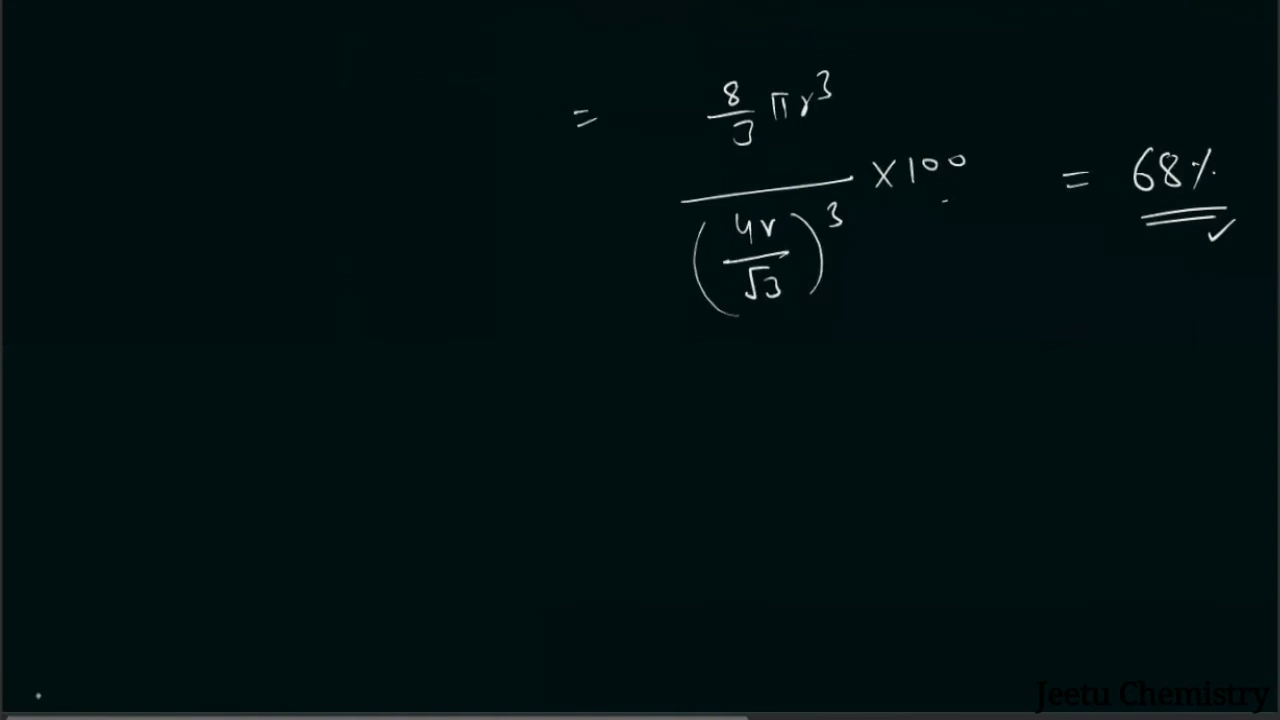 = 8/3 πr³
/ (4r/√3)³ ×100 = 68%
Jeetu Chemistry